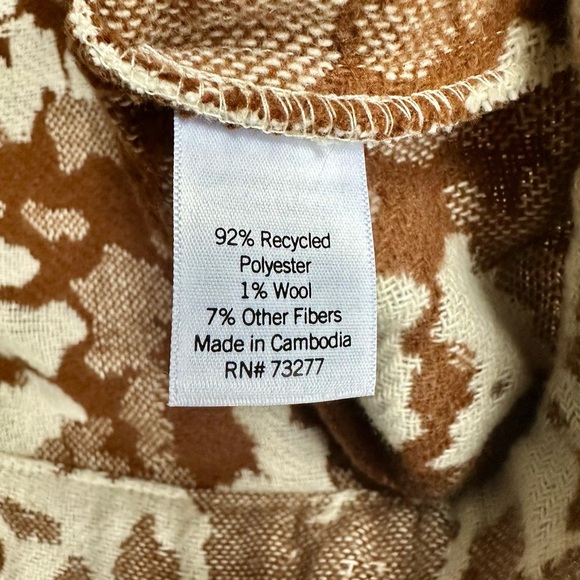 92% Recycled
Polyester
1% Wool
7% Other Fibers
Made in Cambodia
RN# 73277